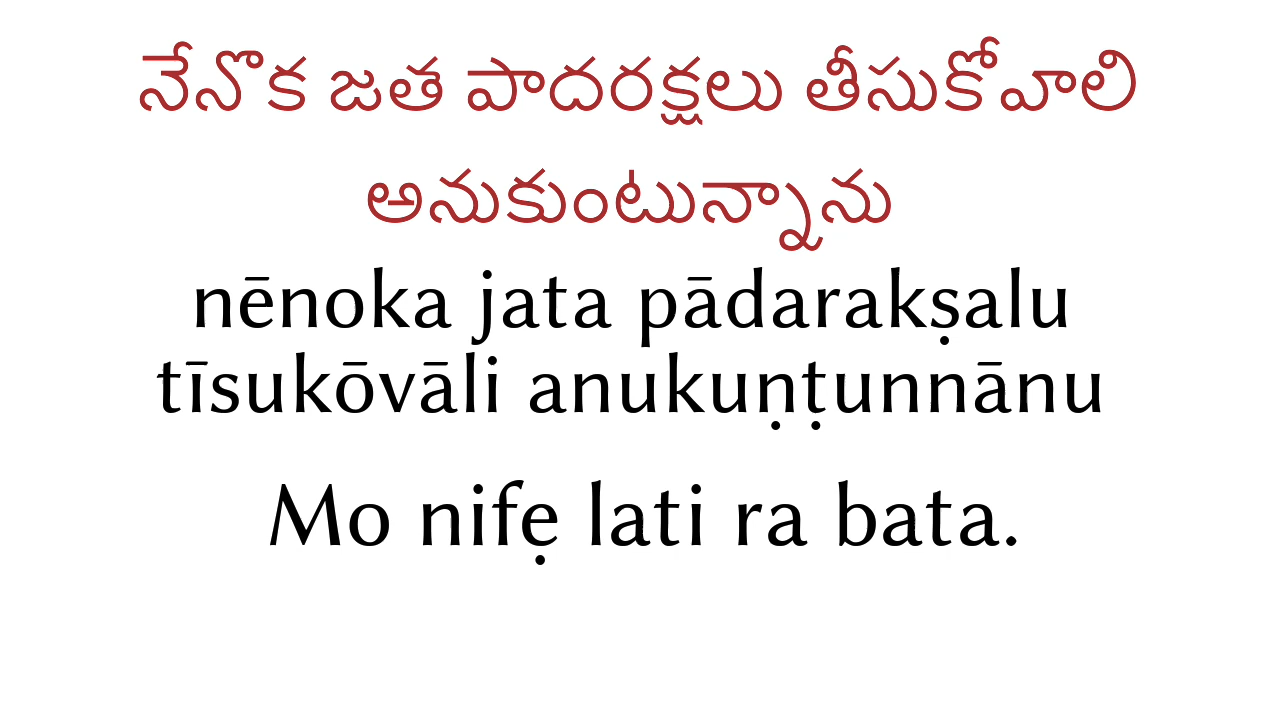 నేనొక జత పాదరక్షలు తీసుకోవాలి
అనుకుంటున్నాను
nēnoka jata pādarakṣalu
tīsukōvāli anukuṇṭunnānu
Mo nifẹ lati ra bata.